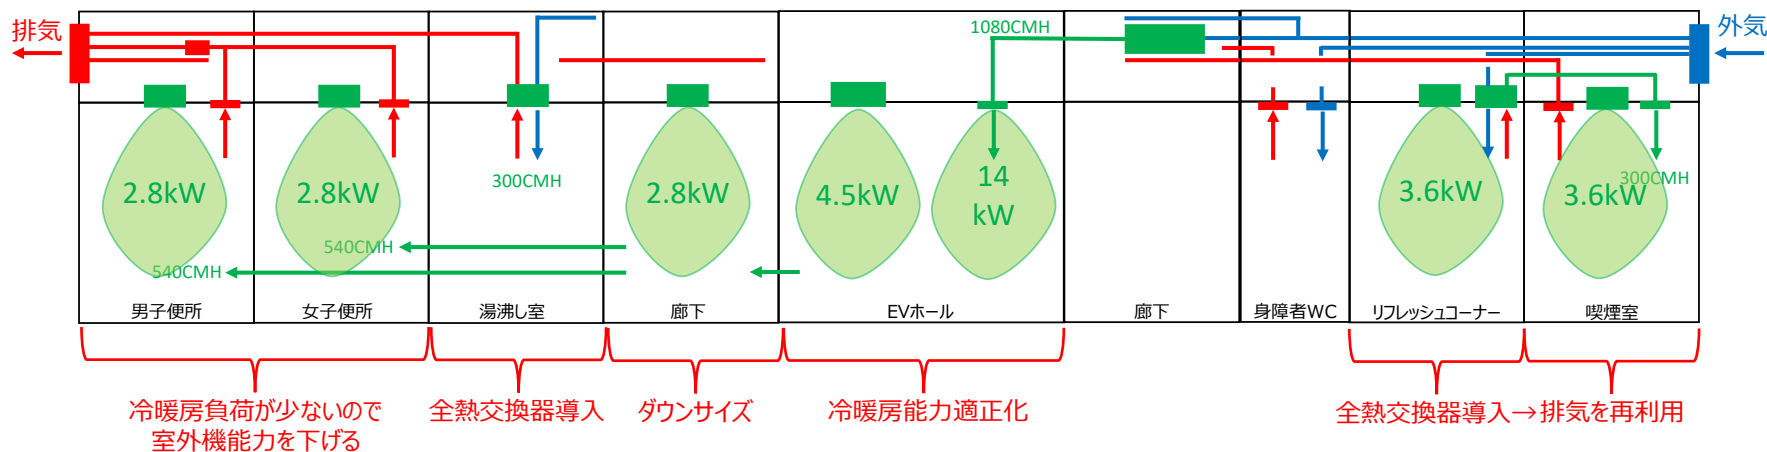 排気
1080CMH
外気
2.8kW
2.8kW
300CMH
2.8kW
4.5kW
14
kW
3.6kW
3.6kW
300CMH
540CMH
540CMH
男子便所
女子便所
湯沸し室
廊下
EVホール
廊下
身障者WC
リフレッシュコーナー
喫煙室
冷暖房負荷が少ないので
室外機能力を下げる
全熱交換器導入
ダウンサイズ
冷暖房能力適正化
全熱交換器導入→排気を再利用